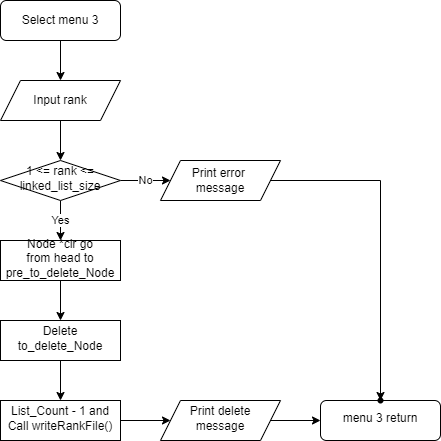 Select menu 3
Input rank
1 <= rank <=
linked_list_size
No
Print error
message
Yes
Node *clr go
from head to
pre_to_delete_Node
Delete
to_delete_Node
List_Count - 1 and
Call writeRankFile()
Print delete
message
menu 3 return